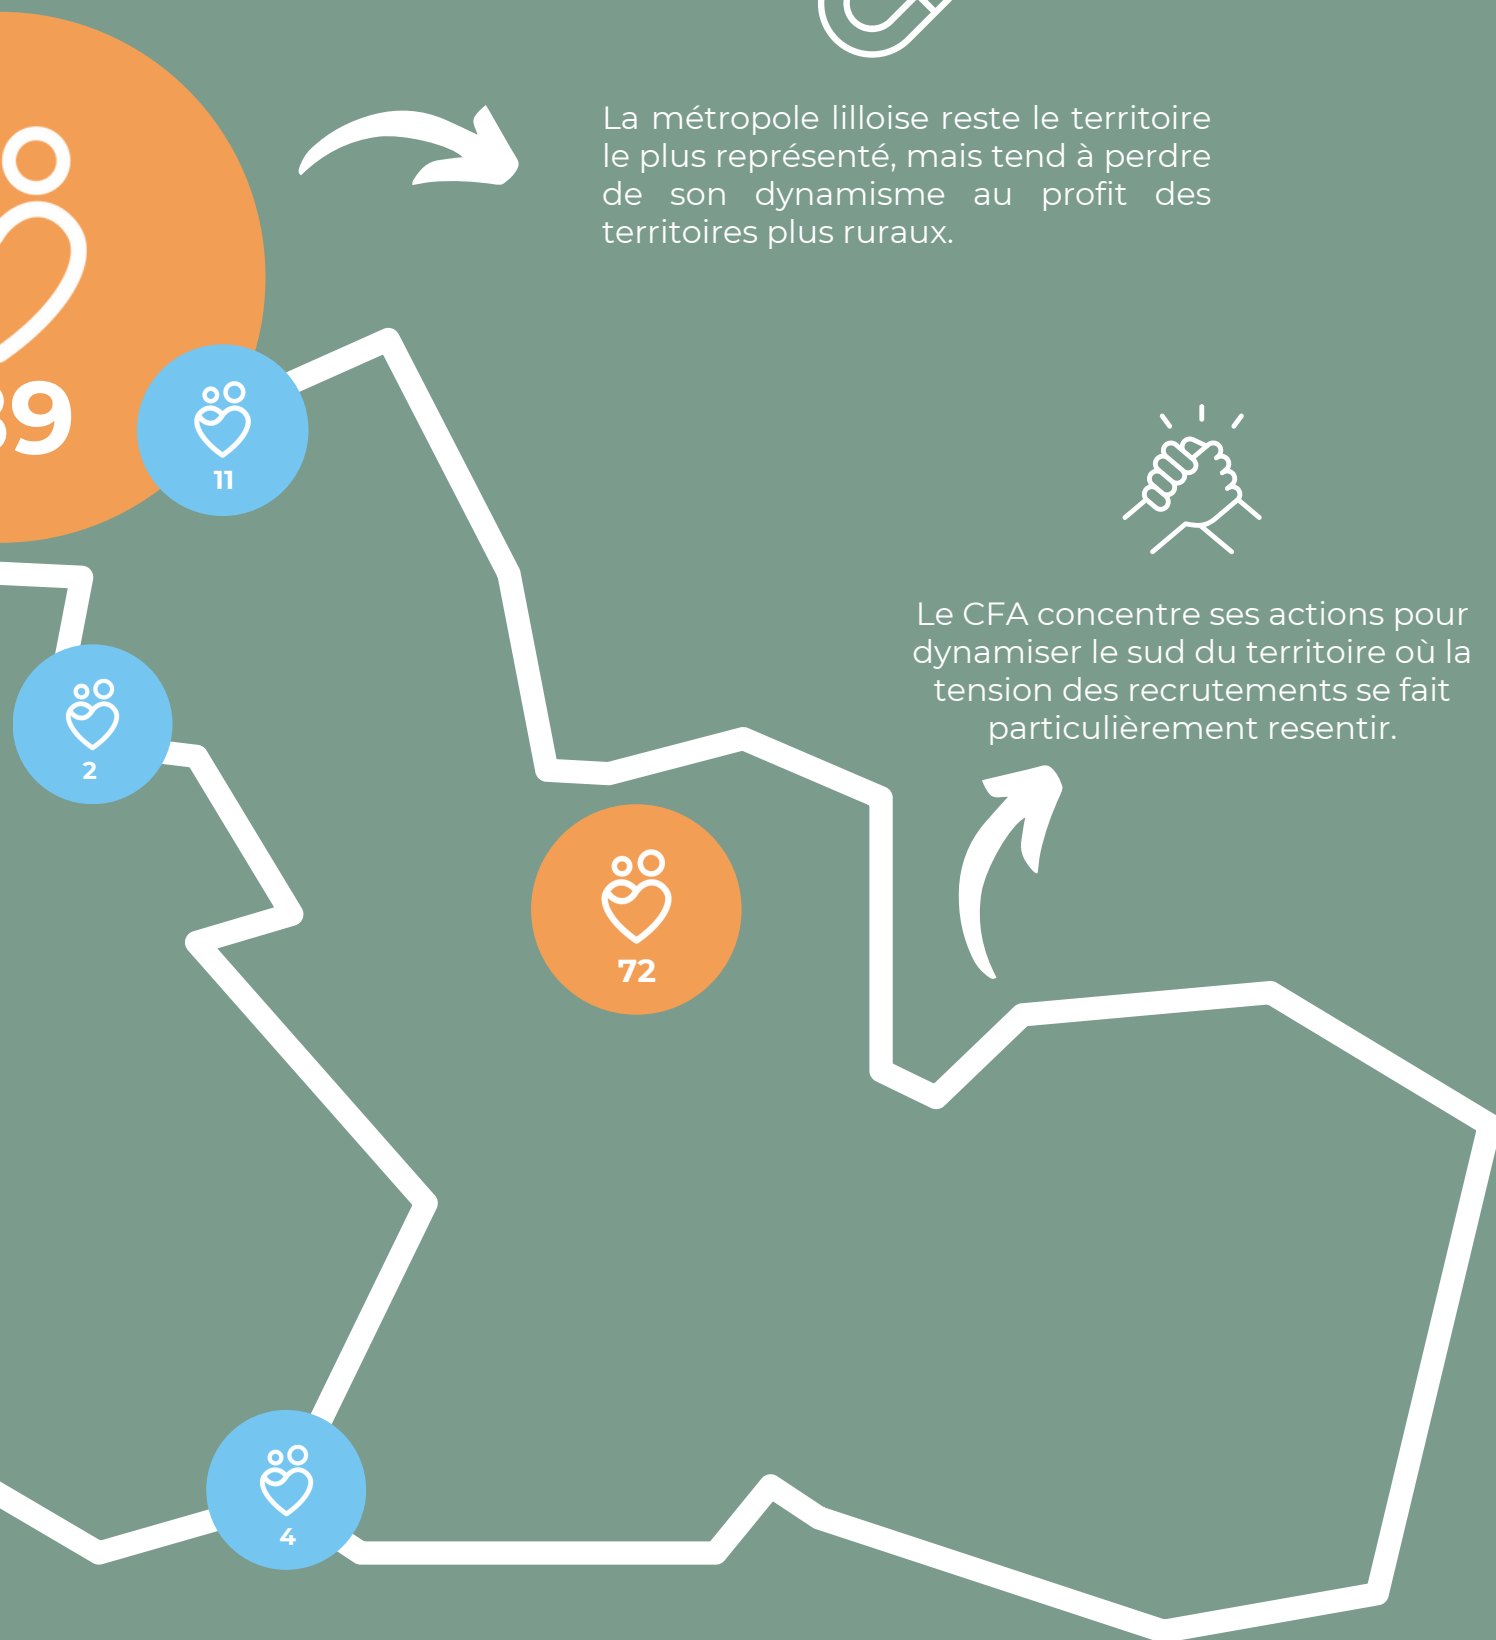 La métropole lilloise reste le territoire
le plus représenté, mais tend à perdre
de son dynamisme au profit des
territoires plus ruraux.
11
Le CFA concentre ses actions pour
dynamiser le sud du territoire où la
tension des recrutements se fait
particulièrement resentir.
2
72
4